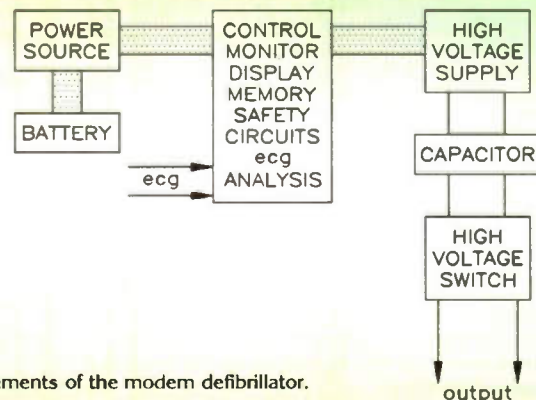 POWER
SOURCE
BATTERY
ecg
CONTROL
MONITOR
DISPLAY
MEMORY
SAFETY
CIRCUITS
ecg
ANALYSIS
HIGH
VOLTAGE
SUPPLY
CAPACITOR
HIGH
VOLTAGE
SWITCH
output
ements of the modern defibrillator.